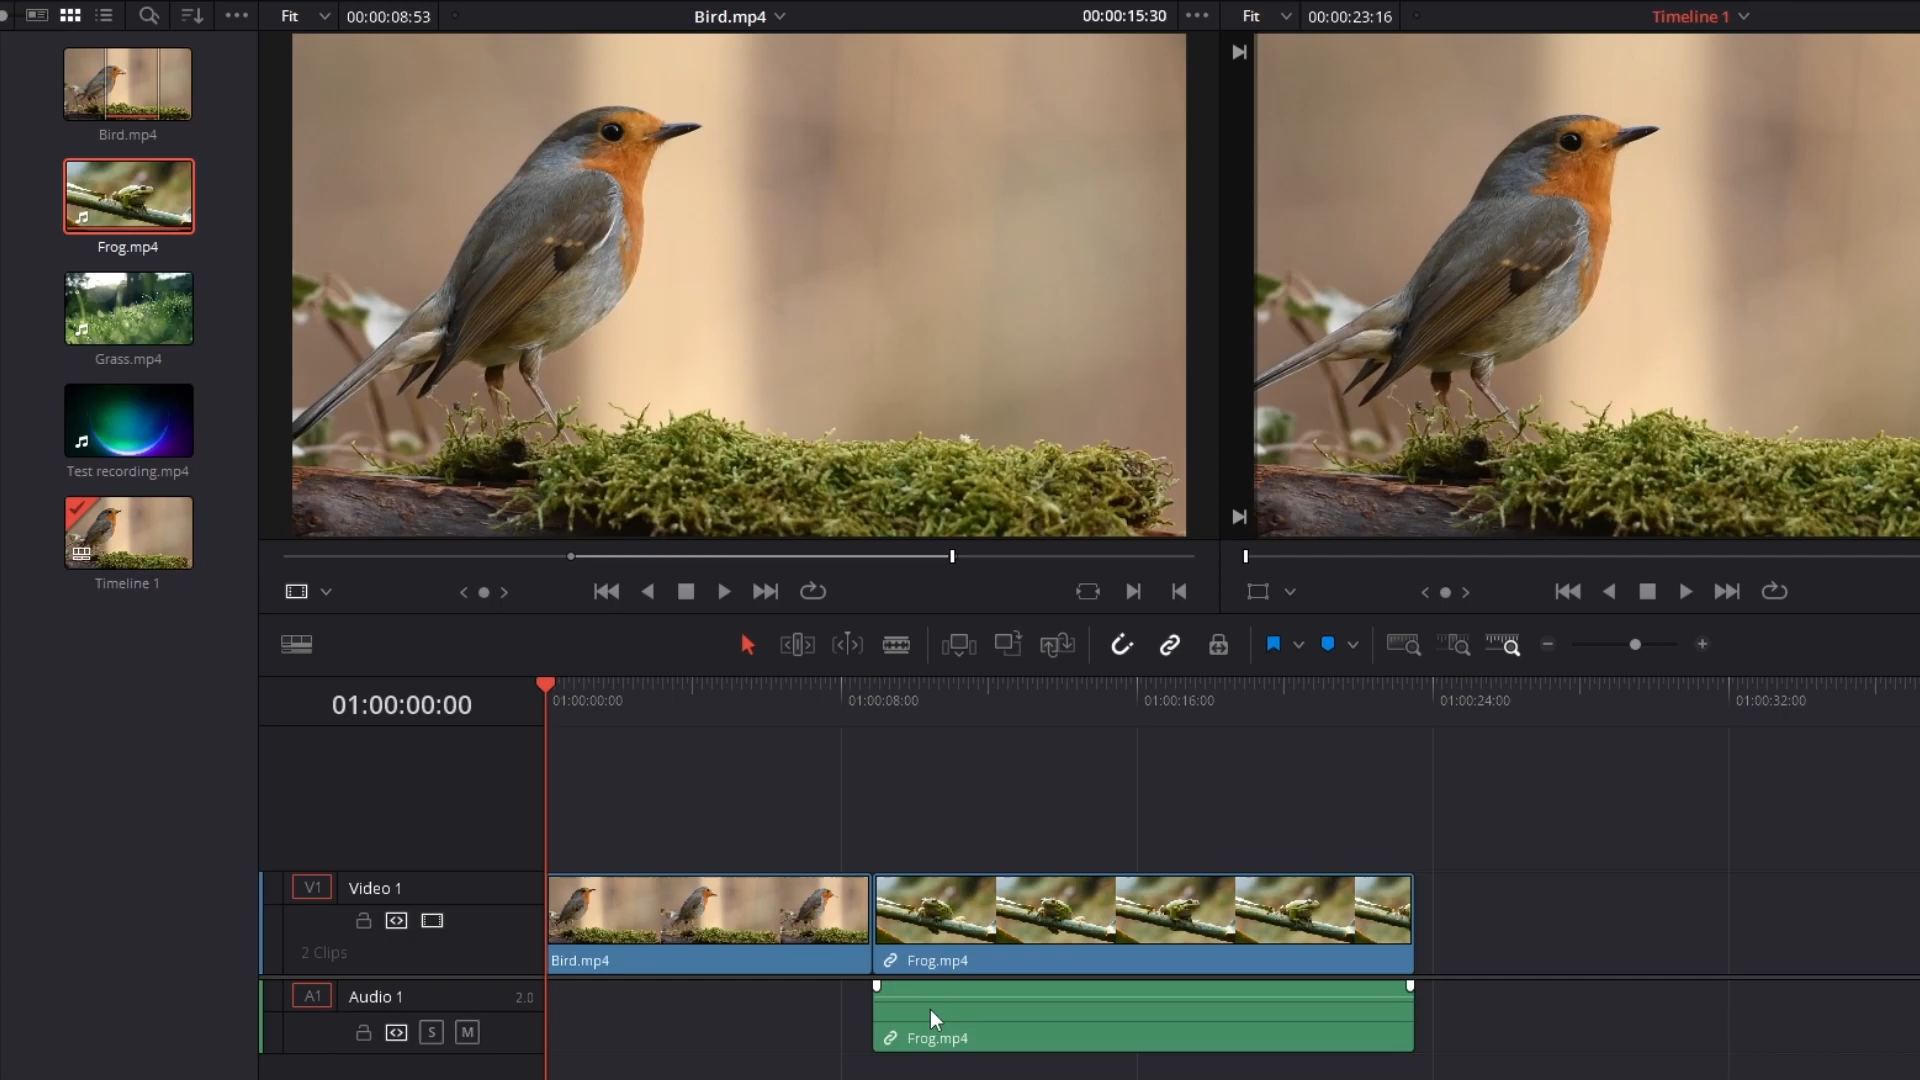 Fit 00:00:08:53 Bird.mp4 00:00:15:30 Fit 00:00:23:16 Timeline 1
Bird.mp4
Frog.mp4
Grass.mp4
Test recording.mp4
Timeline 1
01:00:00:00
01:00:00:00 01:00:08:00 01:00:16:00 01:00:24:00 01:00:32:00
V1 Video 1
2 Clips
Bird.mp4 Frog.mp4
A1 Audio 1 2.0
S M
Frog.mp4